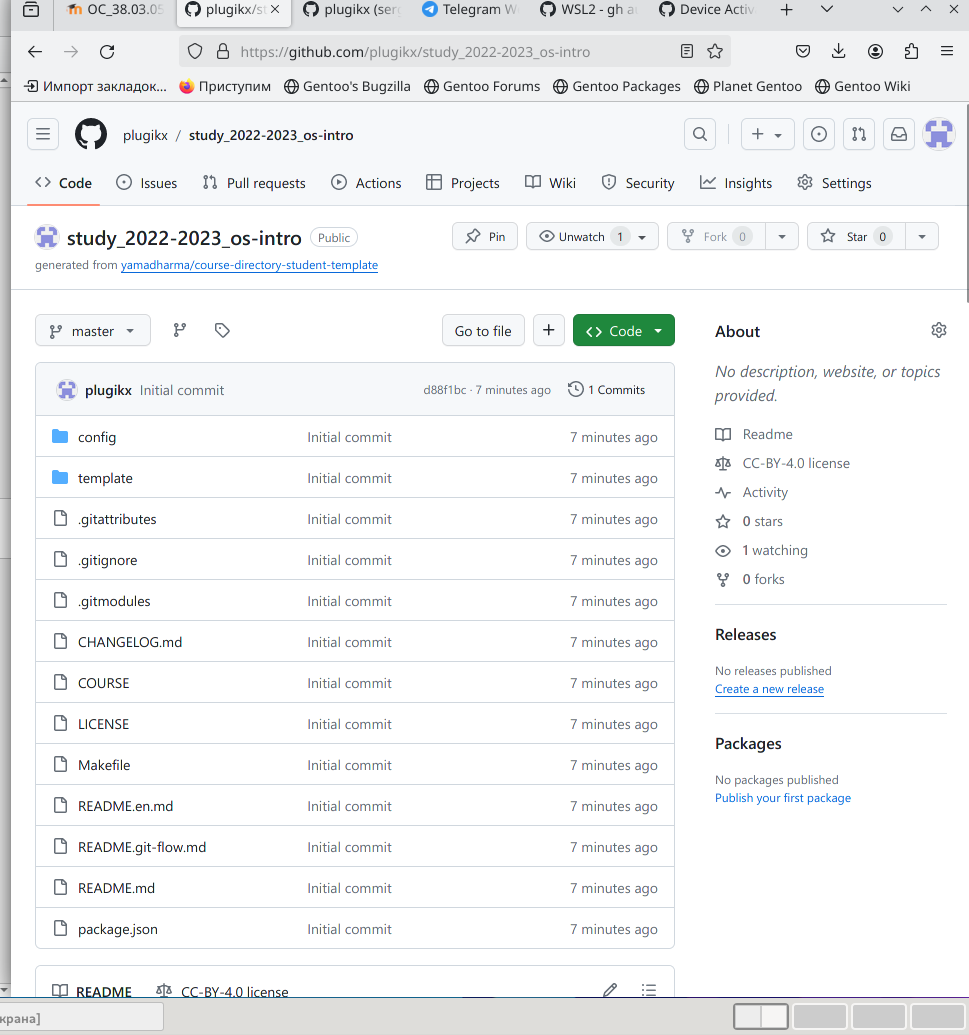 OC_38.03.05
plugikx/st
plugikx (serg
Telegram W
WSL2 - gh a
Device Activ
https://github.com/plugikx/study_2022-2023_os-intro
Импорт закладок...
Приступим
Gentoo's Bugzilla
Gentoo Forums
Gentoo Packages
Planet Gentoo
Gentoo Wiki
plugikx / study_2022-2023_os-intro
Code
Issues
Pull requests
Actions
Projects
Wiki
Security
Insights
Settings
study_2022-2023_os-intro Public
Pin
Unwatch 1
Fork 0
Star 0
generated from yamadharma/course-directory-student-template
master
Go to file
Code
plugikx Initial commit d88f1bc · 7 minutes ago 1 Commits
config Initial commit 7 minutes ago
template Initial commit 7 minutes ago
.gitattributes Initial commit 7 minutes ago
.gitignore Initial commit 7 minutes ago
.gitmodules Initial commit 7 minutes ago
CHANGELOG.md Initial commit 7 minutes ago
COURSE Initial commit 7 minutes ago
LICENSE Initial commit 7 minutes ago
Makefile Initial commit 7 minutes ago
README.en.md Initial commit 7 minutes ago
README.git-flow.md Initial commit 7 minutes ago
README.md Initial commit 7 minutes ago
package.json Initial commit 7 minutes ago
README
CC-BY-4.0 license
About
No description, website, or topics
provided.
Readme
CC-BY-4.0 license
Activity
0 stars
1 watching
0 forks
Releases
No releases published
Create a new release
Packages
No packages published
Publish your first package
крана]